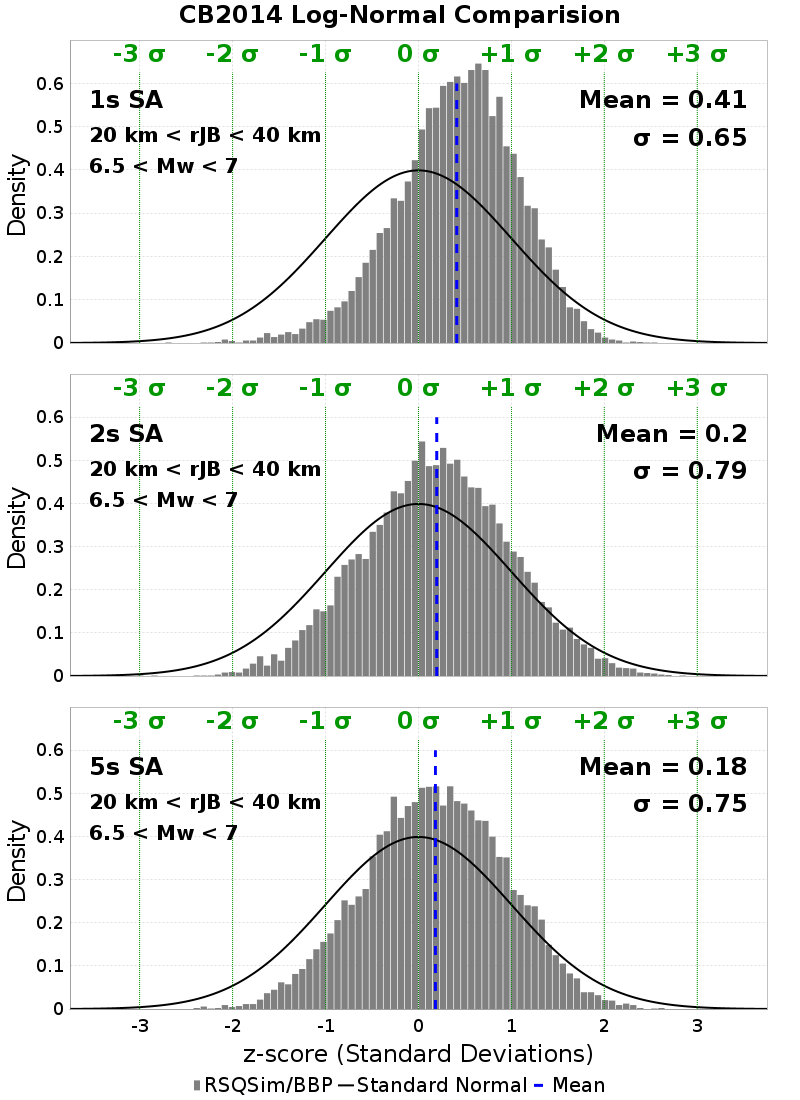 CB2014 Log-Normal Comparision
-3 σ -2 σ -1 σ 0 σ +1 σ +2 σ +3 σ
1s SA
20 km < rJB < 40 km
6.5 < Mw < 7
Mean = 0.41
σ = 0.65
Density
0.6
0.5
0.4
0.3
0.2
0.1
0
-3 σ -2 σ -1 σ 0 σ +1 σ +2 σ +3 σ
2s SA
20 km < rJB < 40 km
6.5 < Mw < 7
Mean = 0.2
σ = 0.79
Density
0.6
0.5
0.4
0.3
0.2
0.1
0
-3 σ -2 σ -1 σ 0 σ +1 σ +2 σ +3 σ
5s SA
20 km < rJB < 40 km
6.5 < Mw < 7
Mean = 0.18
σ = 0.75
Density
0.6
0.5
0.4
0.3
0.2
0.1
0
-3 -2 -1 0 1 2 3
z-score (Standard Deviations)
RSQSim/BBP Standard Normal Mean